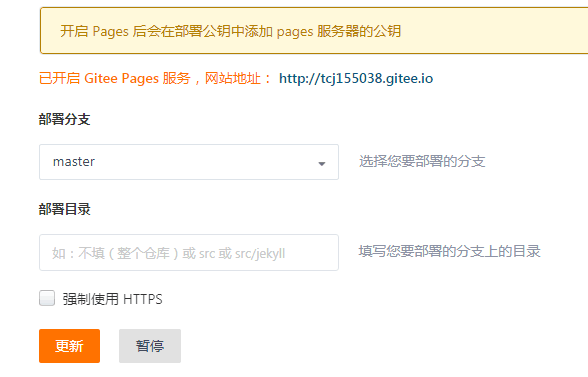 开启 Pages 后会在部署公钥中添加 pages 服务器的公钥
已开启 Gitee Pages 服务，网站地址： http://tcj155038.gitee.io
部署分支
master 选择您要部署的分支
部署目录
如：不填（整个仓库）或 src 或 src/jekyll 填写您要部署的分支上的目录
强制使用 HTTPS
更新 暂停